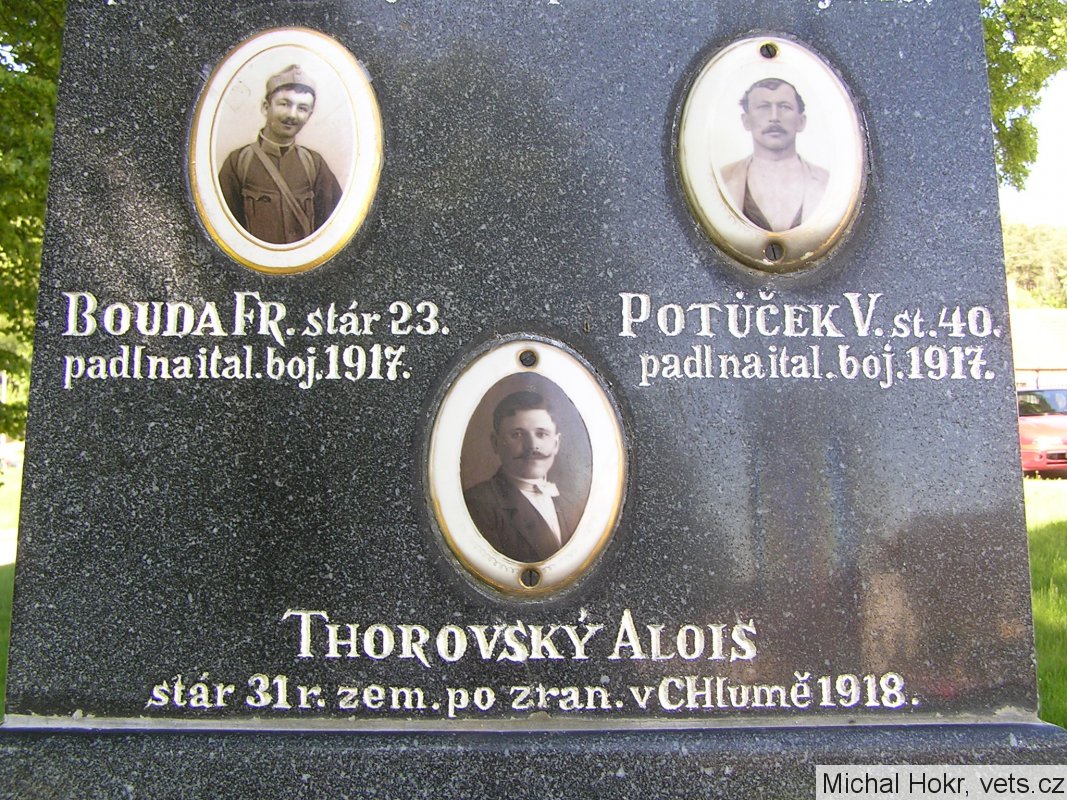 BOUDA FR. stár 23.
padl na ital. boj. 1917.
POTŮČEK V. st. 40.
padl na ital. boj. 1917.
THOROVSKÝ ALOIS
stár 31 r. zem. po zran. v CHlumě 1918.
Michal Hokr, vets.cz